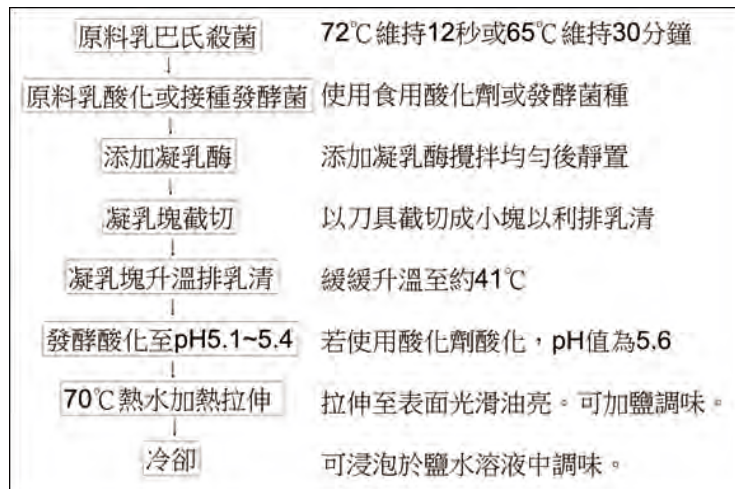 原料乳巴氏殺菌 72℃維持12秒或65℃維持30分鐘
↓
原料乳酸化或接種發酵菌 使用食用酸化劑或發酵菌種
↓
添加凝乳酶 添加凝乳酶攪拌均勻後靜置
↓
凝乳塊截切 以刀具截切成小塊以利排乳清
↓
凝乳塊升溫排乳清 緩緩升溫至約41℃
↓
發酵酸化至pH5.1~5.4 若使用酸化劑酸化，pH值為5.6
↓
70℃熱水加熱拉伸 拉伸至表面光滑油亮。可加鹽調味。
↓
冷卻 可浸泡於鹽水溶液中調味。